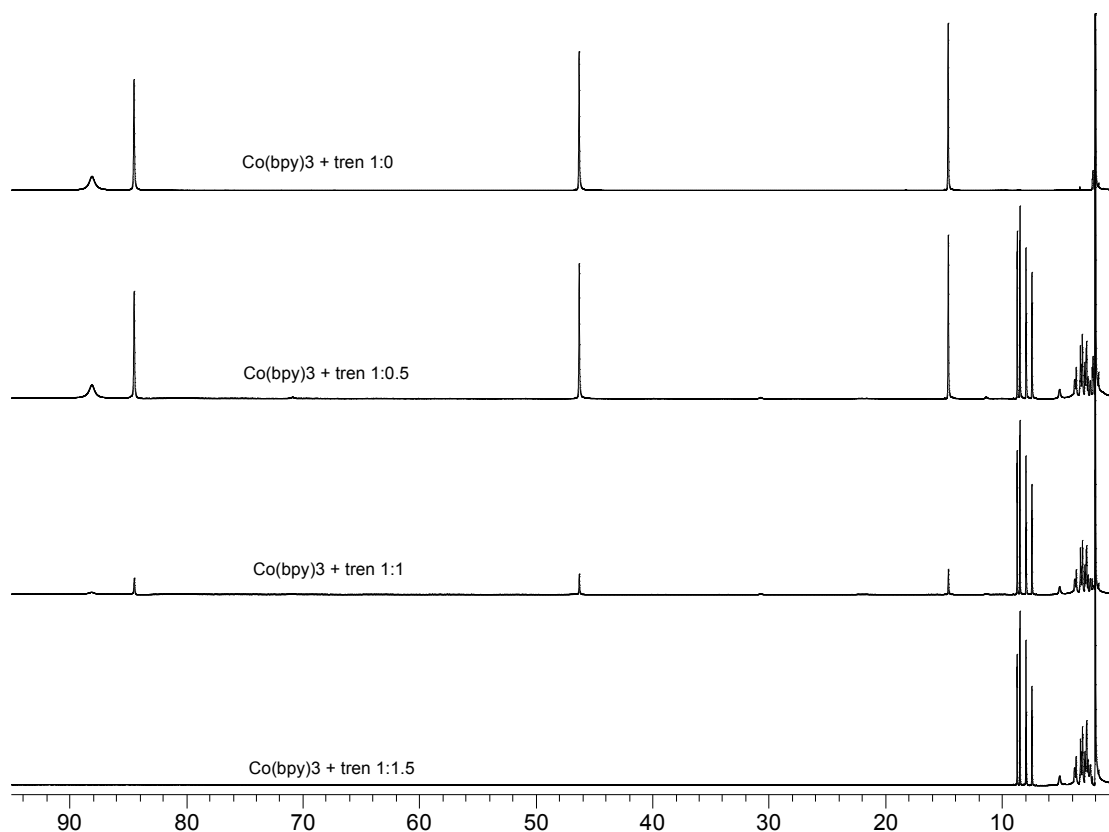 Co(bpy)3 + tren 1:0
Co(bpy)3 + tren 1:0.5
Co(bpy)3 + tren 1:1
Co(bpy)3 + tren 1:1.5
90 80 70 60 50 40 30 20 10